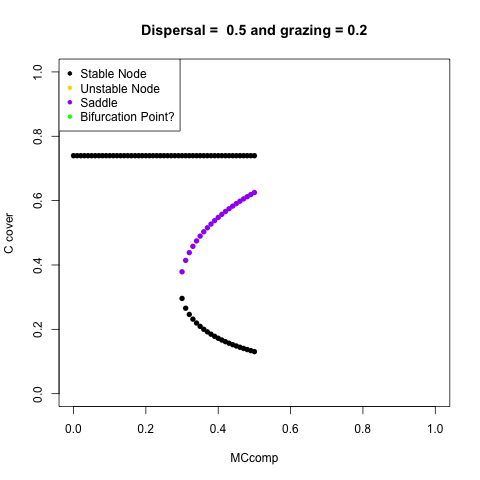 Dispersal =  0.5 and grazing = 0.2
Stable Node
Unstable Node
Saddle
Bifurcation Point?
C cover
1.0
0.8
0.6
0.4
0.2
0.0
0.0 0.2 0.4 0.6 0.8 1.0
MCcomp